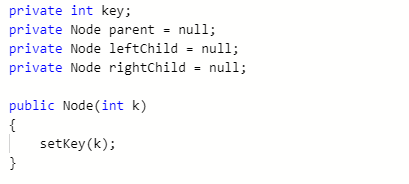 private int key;
private Node parent = null;
private Node leftChild = null;
private Node rightChild = null;
public Node(int k)
{
setKey(k);
}